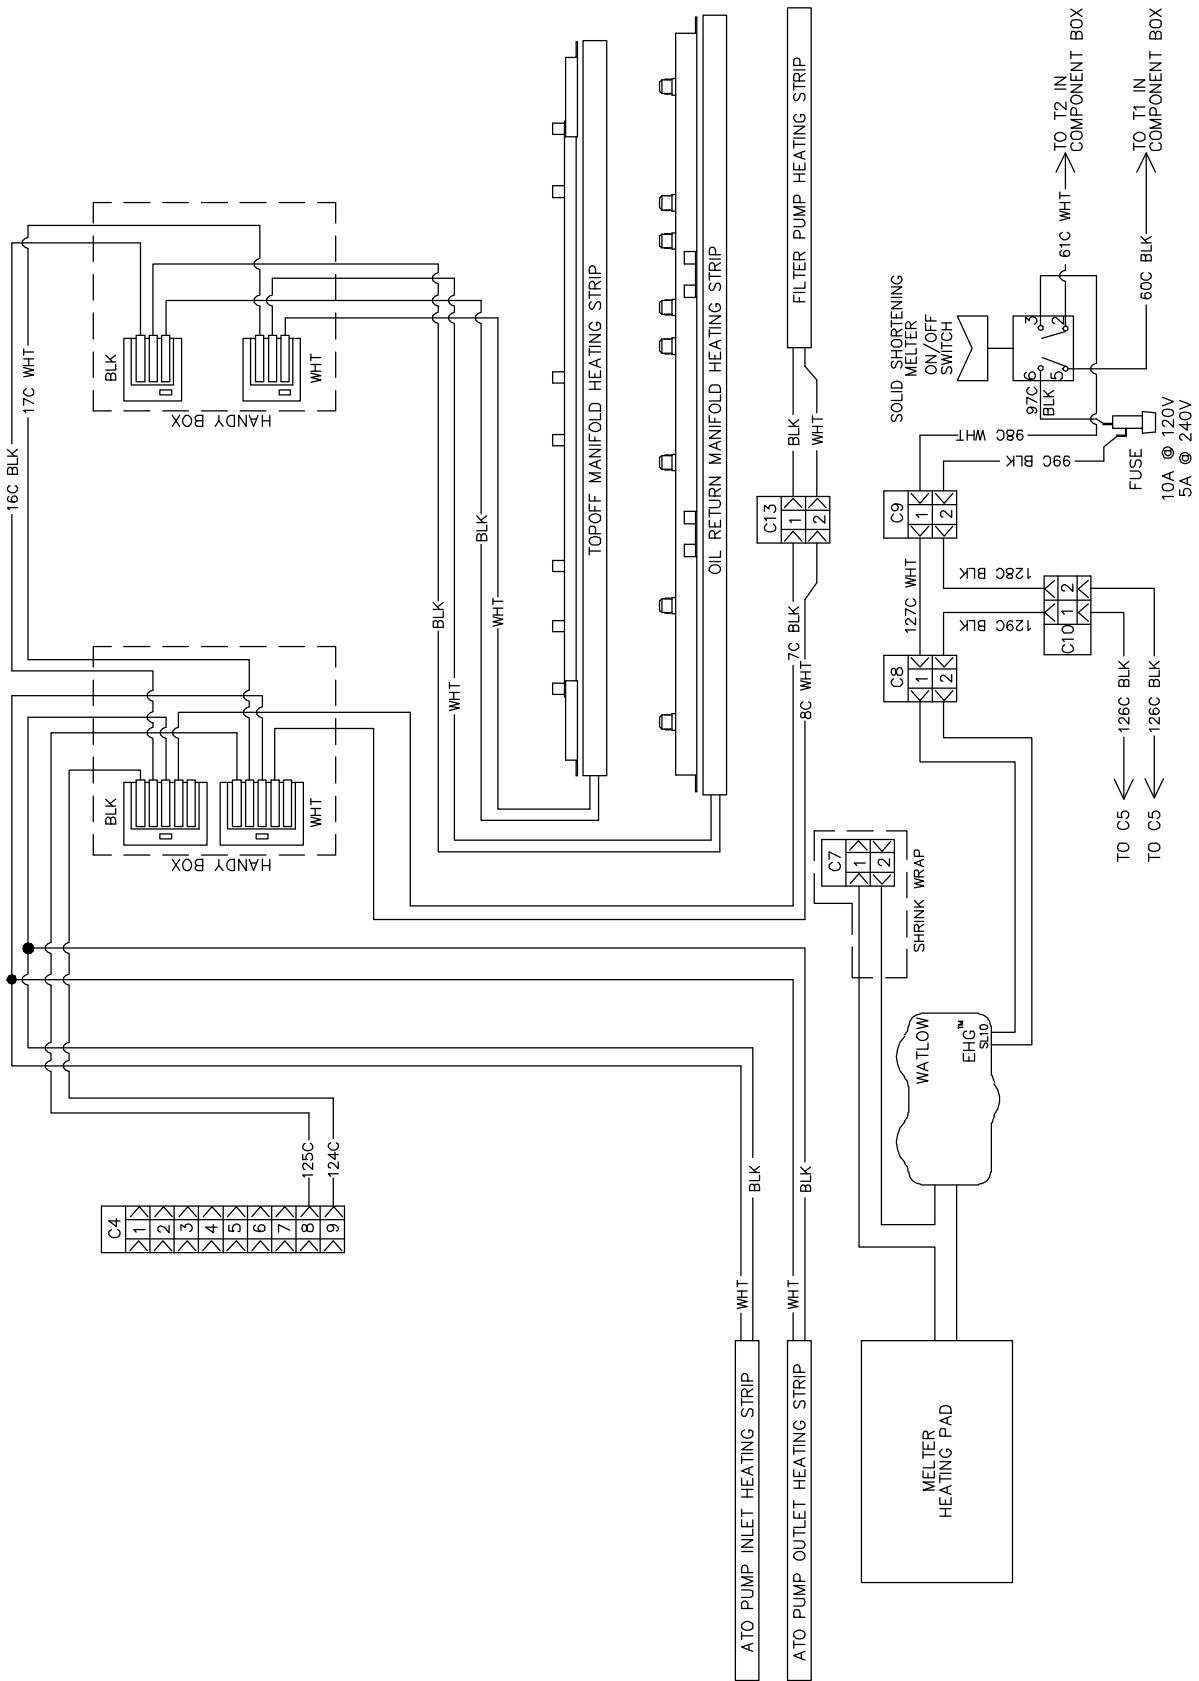 16C BLK
17C WHT
BLK
WHT
HANDY BOX
BLK
WHT
HANDY BOX
C4
1
2
3
4
5
6
7
8
9
125C
124C
TOPOFF MANIFOLD HEATING STRIP
OIL RETURN MANIFOLD HEATING STRIP
FILTER PUMP HEATING STRIP
BLK
WHT
BLK
WHT
BLK
WHT
C13
1
2
7C BLK
8C WHT
SOLID SHORTENING
MELTER
ON/OFF
SWITCH
3
2
6
5
97C
BLK
61C WHT
TO T2 IN
COMPONENT BOX
60C BLK
TO T1 IN
COMPONENT BOX
98C WHT
99C BLK
FUSE
10A @ 120V
5A @ 240V
C9
1
2
127C WHT
128C BLK
129C BLK
C8
1
2
C10
1
2
126C BLK
126C BLK
TO C5
TO C5
C7
1
2
SHRINK WRAP
WATLOW
EHG™
SL10
WHT
BLK
WHT
BLK
ATO PUMP INLET HEATING STRIP
ATO PUMP OUTLET HEATING STRIP
MELTER
HEATING PAD